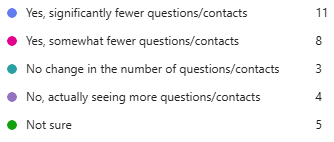 Yes, significantly fewer questions/contacts 11
Yes, somewhat fewer questions/contacts 8
No change in the number of questions/contacts 3
No, actually seeing more questions/contacts 4
Not sure 5